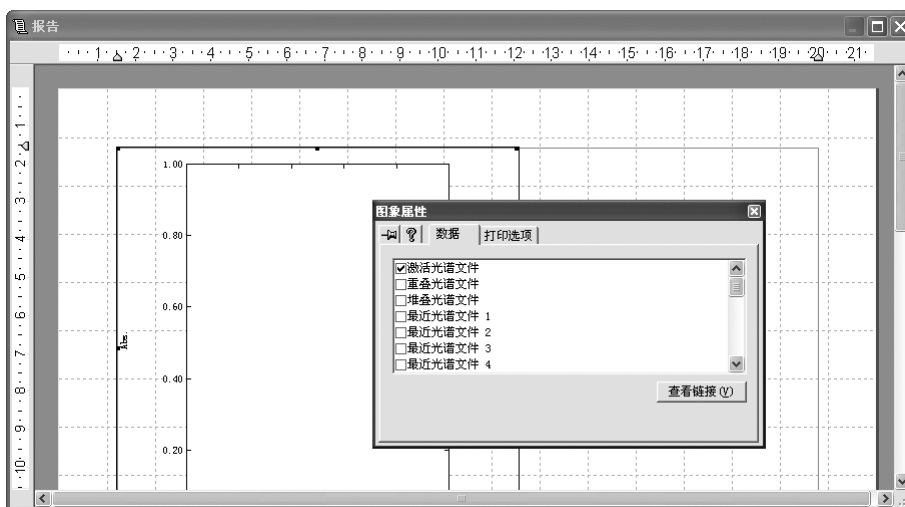 报告
1 2 3 4 5 6 7 8 9 10 11 12 13 14 15 16 17 18 19 20 21
1
2
1.00
图象属性
3
数据 打印选项
4
0.80
激活光谱文件
5
重叠光谱文件
堆叠光谱文件
6
0.60
最近光谱文件 1
最近光谱文件 2
7
Abs.
最近光谱文件 3
最近光谱文件 4
8
0.40
查看链接(V)
9
10
0.20